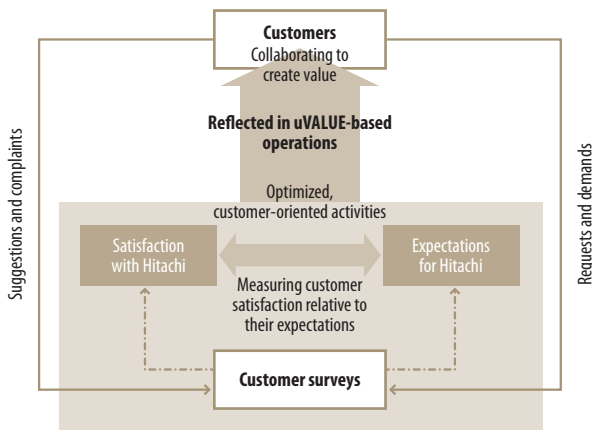 Customers
Collaborating to
create value
Suggestions and complaints
Requests and demands
Reflected in uVALUE-based
operations
Optimized,
customer-oriented activities
Satisfaction
with Hitachi
Expectations
for Hitachi
Measuring customer
satisfaction relative to
their expectations
Customer surveys